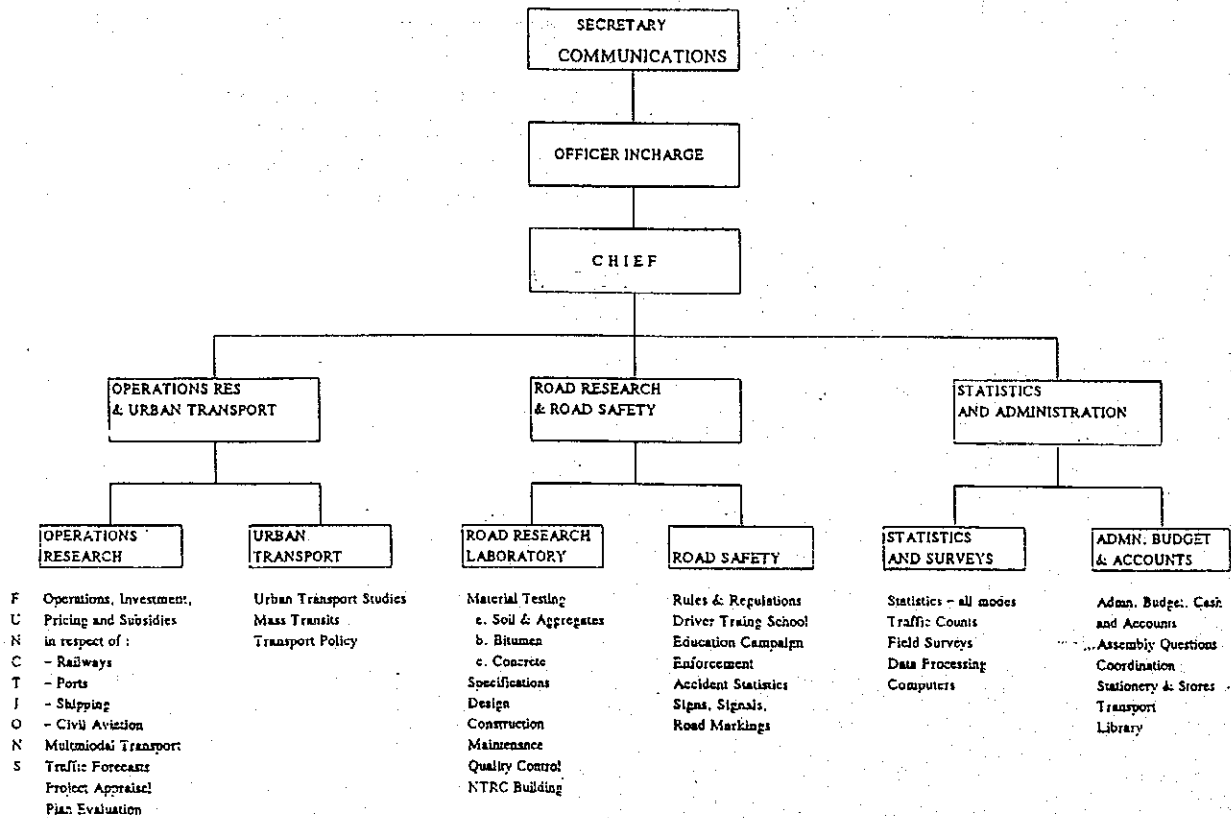 SECRETARY
COMMUNICATIONS
OFFICER INCHARGE
CHIEF
OPERATIONS RES
& URBAN TRANSPORT
ROAD RESEARCH
& ROAD SAFETY
STATISTICS
AND ADMINISTRATION
OPERATIONS
RESEARCH
URBAN
TRANSPORT
ROAD RESEARCH
LABORATORY
ROAD SAFETY
STATISTICS
AND SURVEYS
ADMN. BUDGET
& ACCOUNTS
FUNCTIONS
Operations, Investment,
Pricing and Subsidies
in respect of :
- Railways
- Ports
- Shipping
- Civil Aviation
Multmiodal Transport
Traffic Forecasts
Project Appraisel
Plan Evaluation
Urban Transport Studies
Mass Transits
Transport Policy
Material Testing
a. Soil & Aggregates
b. Bitumen
c. Concrete
Specifications
Design
Construction
Maintenance
Quality Control
NTRC Building
Rules & Regulations
Driver Traing School
Education Campaign
Enforcement
Accident Statistics
Signs, Signals,
Road Markings
Statistics - all modes
Traffic Counts
Field Surveys
Data Processing
Computers
Admn. Budget, Cash
and Accounts
Assembly Questions
Coordination
Stationery & Stores
Transport
Library